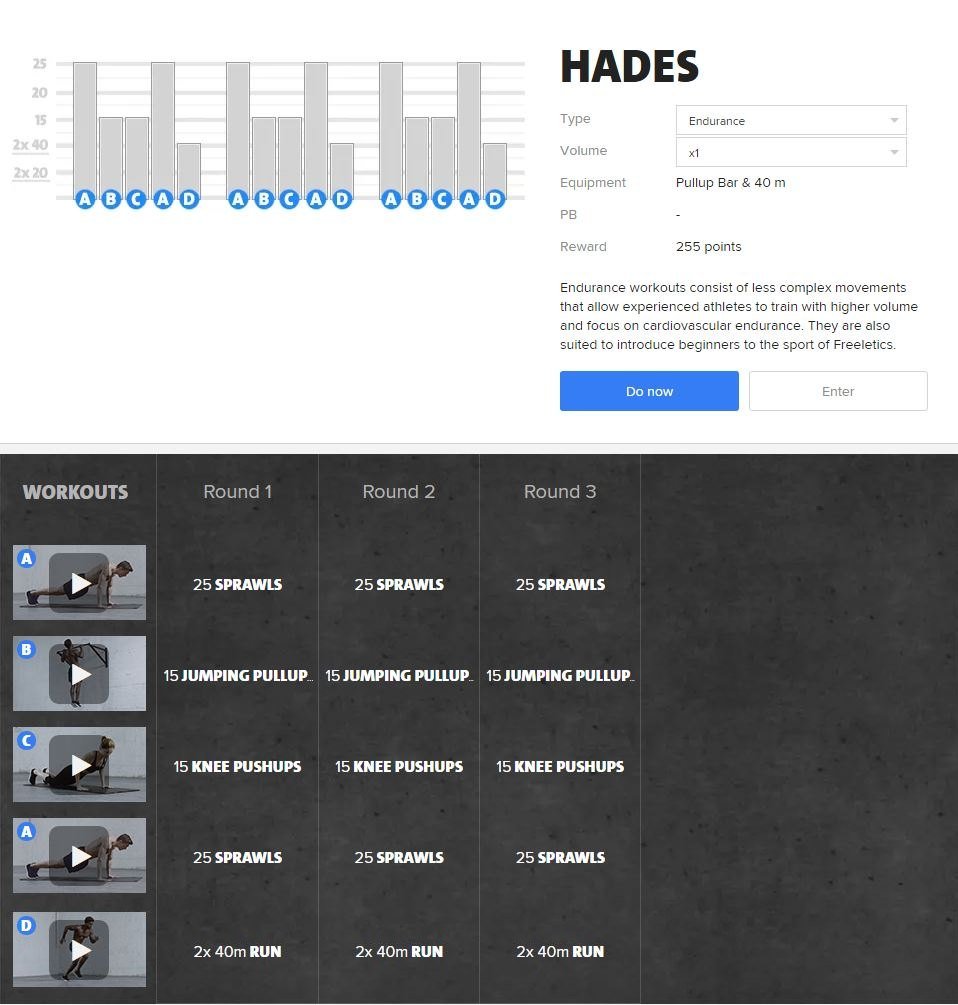 25
20
15
2x 40
2x 20
A B C A D A B C A D A B C A D
HADES
Type Endurance
Volume x1
Equipment Pullup Bar & 40 m
PB -
Reward 255 points
Endurance workouts consist of less complex movements
that allow experienced athletes to train with higher volume
and focus on cardiovascular endurance. They are also
suited to introduce beginners to the sport of Freeletics.
Do now Enter
WORKOUTS Round 1 Round 2 Round 3
A 25 SPRAWLS 25 SPRAWLS 25 SPRAWLS
B 15 JUMPING PULLUP... 15 JUMPING PULLUP... 15 JUMPING PULLUP...
C 15 KNEE PUSHUPS 15 KNEE PUSHUPS 15 KNEE PUSHUPS
A 25 SPRAWLS 25 SPRAWLS 25 SPRAWLS
D 2x 40m RUN 2x 40m RUN 2x 40m RUN